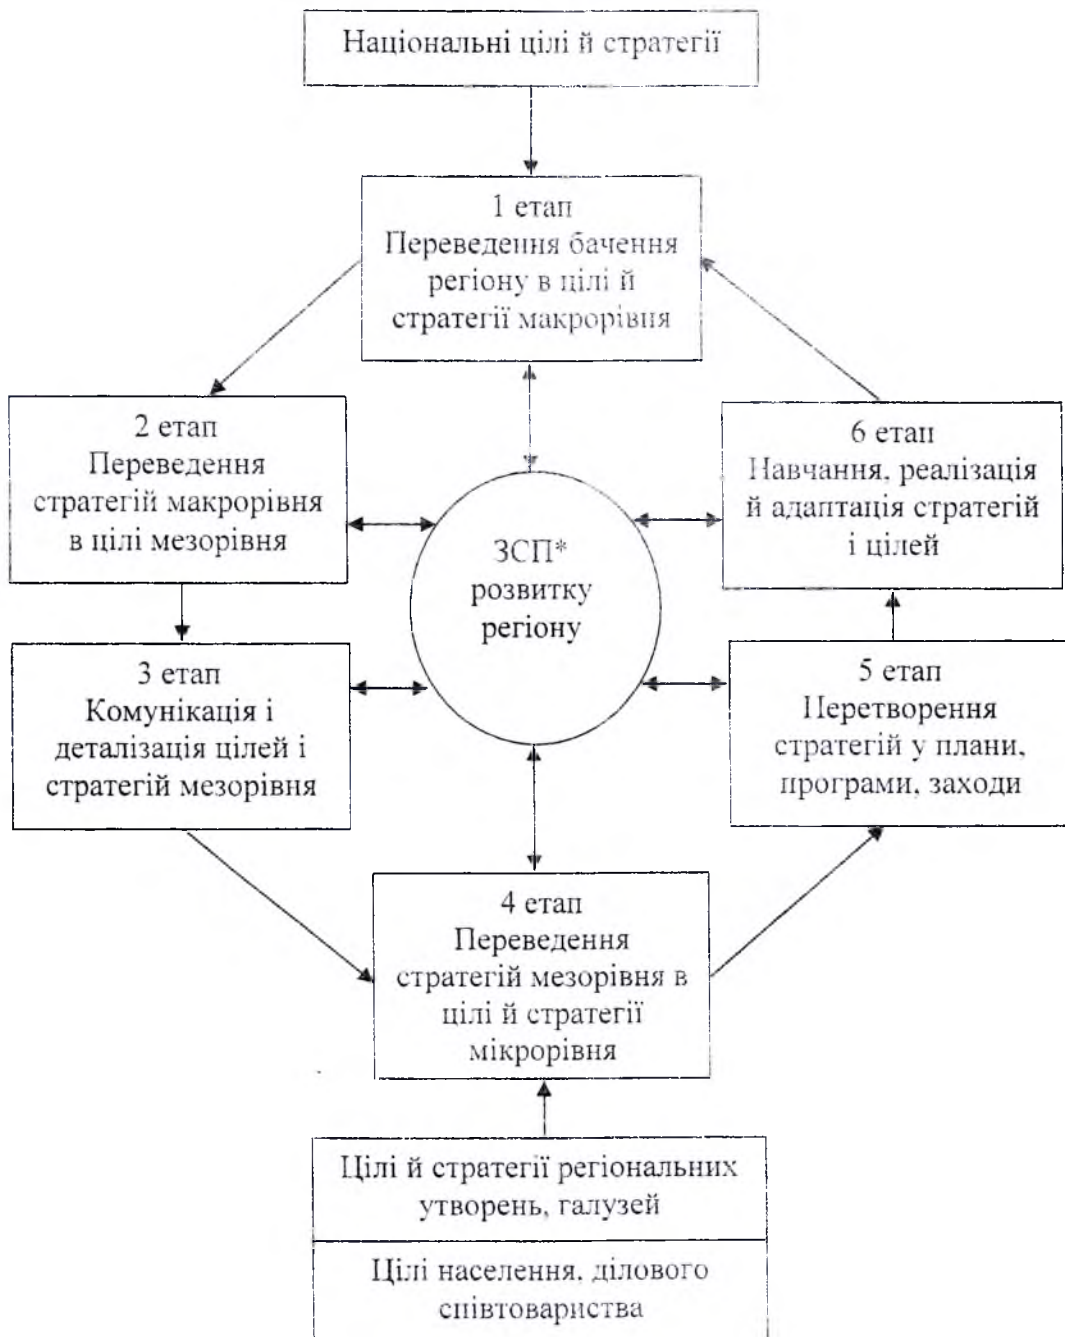 Національні цілі й стратегії
1 етап
Переведення бачення
регіону в цілі й
стратегії макрорівня
2 етап
Переведення
стратегій макрорівня
в цілі мезорівня
6 етап
Навчання, реалізація
й адаптація стратегій
і цілей
ЗСП*
розвитку
регіону
3 етап
Комунікація і
деталізація цілей і
стратегій мезорівня
5 етап
Перетворення
стратегій у плани,
програми, заходи
4 етап
Переведення
стратегій мезорівня в
цілі й стратегії
мікрорівня
Цілі й стратегії регіональних
утворень, галузей
Цілі населення, ділового
співтовариства